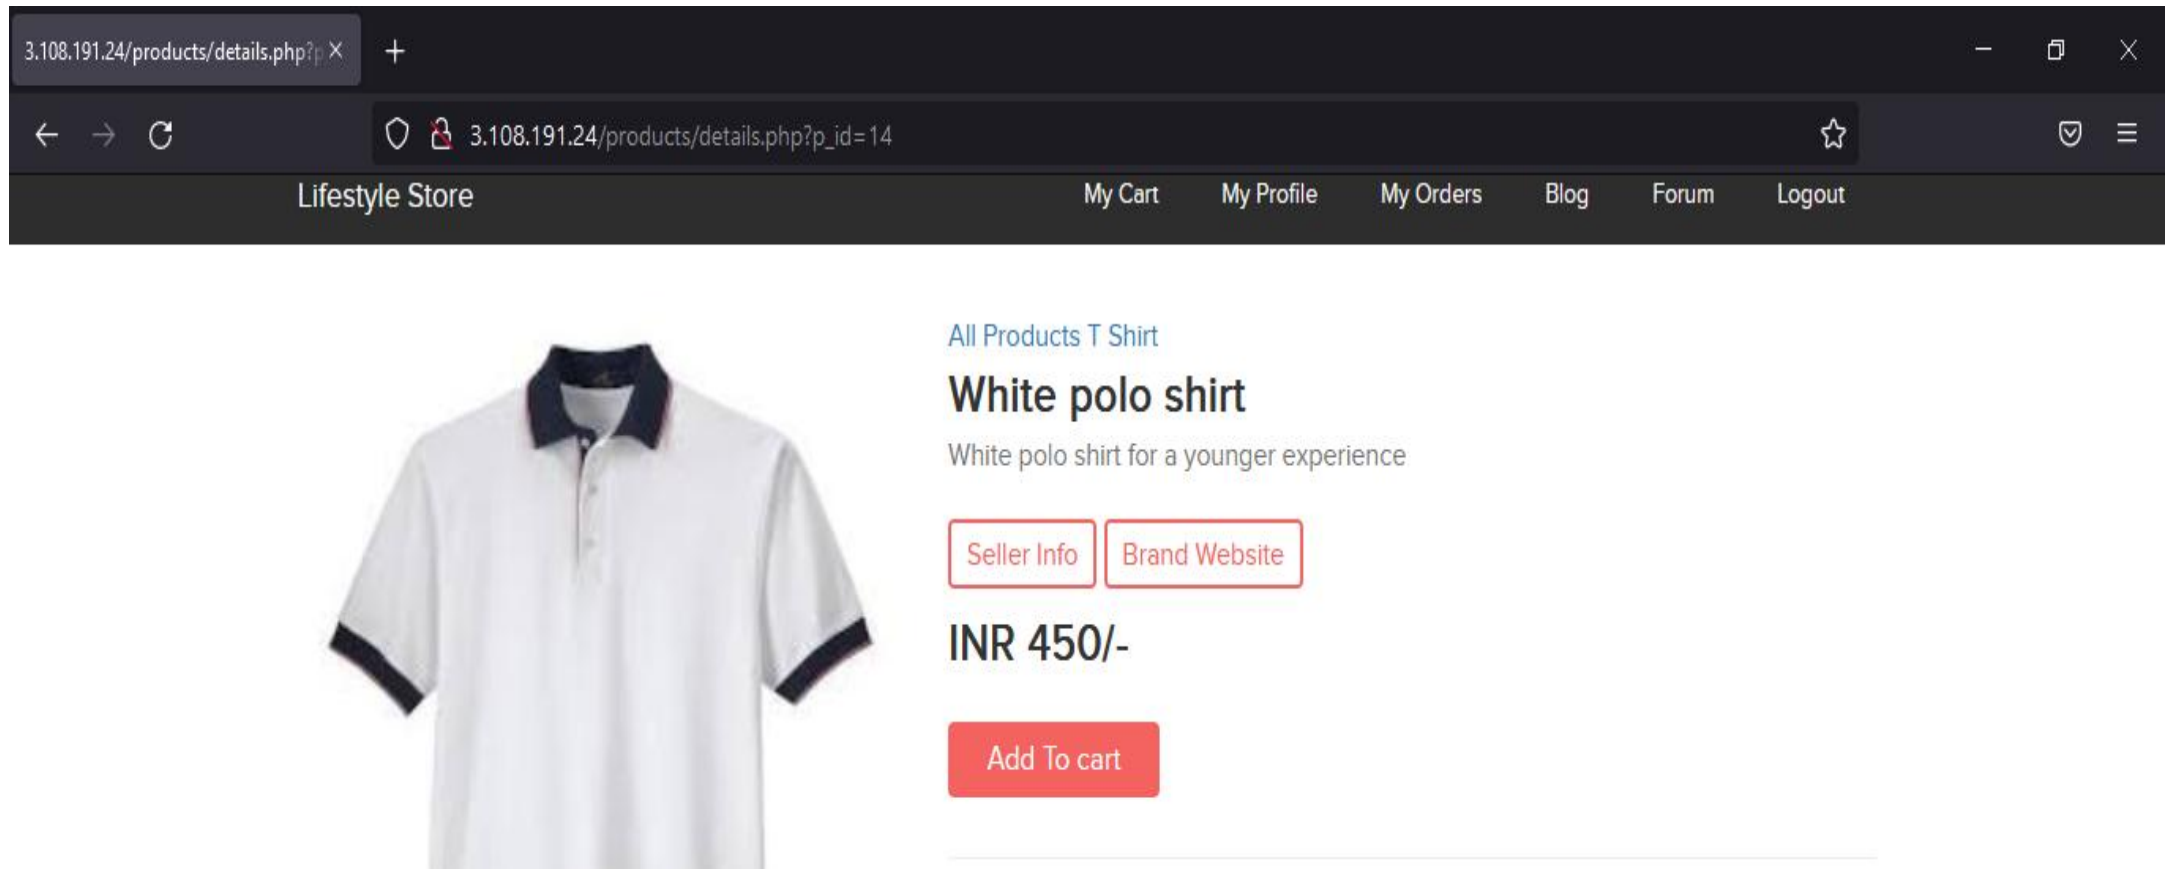 3.108.191.24/products/details.php?p
3.108.191.24/products/details.php?p_id=14
Lifestyle Store My Cart My Profile My Orders Blog Forum Logout
All Products T Shirt
White polo shirt
White polo shirt for a younger experience
Seller Info Brand Website
INR 450/-
Add To cart